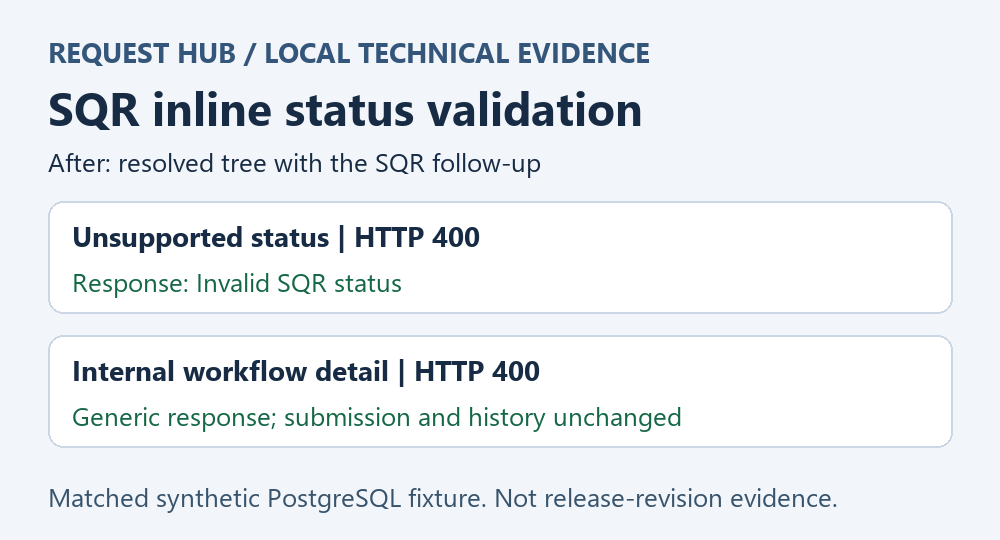 REQUEST HUB / LOCAL TECHNICAL EVIDENCE
SQR inline status validation
After: resolved tree with the SQR follow-up
Unsupported status | HTTP 400
Response: Invalid SQR status
Internal workflow detail | HTTP 400
Generic response; submission and history unchanged
Matched synthetic PostgreSQL fixture. Not release-revision evidence.